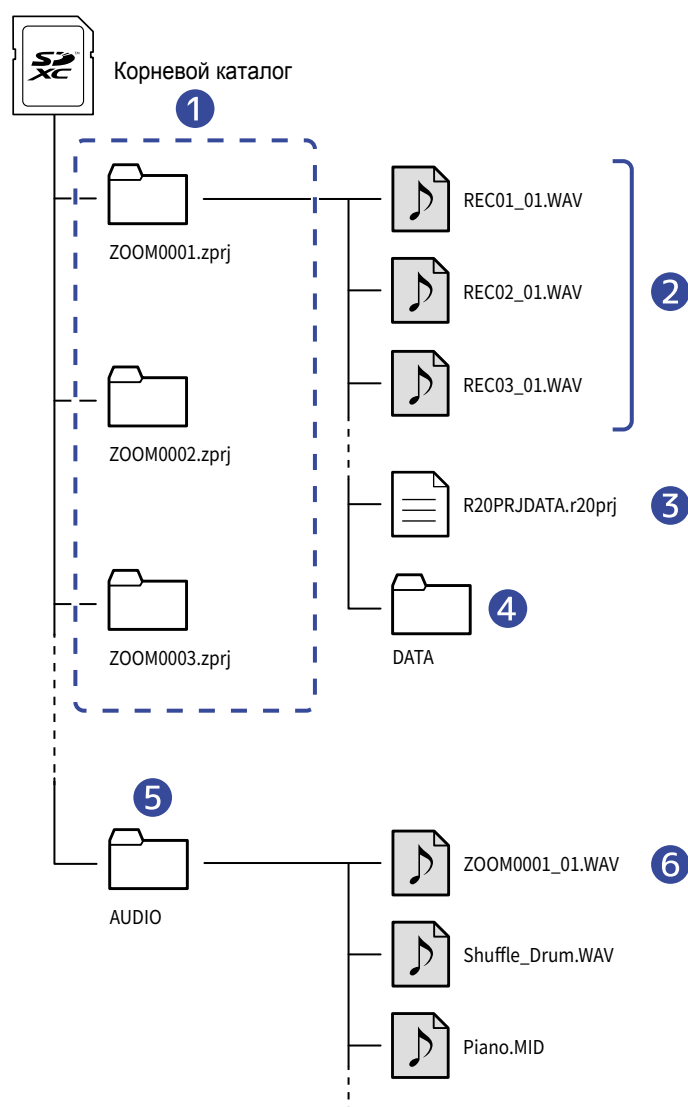 SD XC
Корневой каталог
1
ZOOM0001.zprj
REC01_01.WAV
REC02_01.WAV
2
REC03_01.WAV
ZOOM0002.zprj
R20PRJDATA.r20prj
3
4
DATA
ZOOM0003.zprj
5
AUDIO
ZOOM0001_01.WAV
6
Shuffle_Drum.WAV
Piano.MID